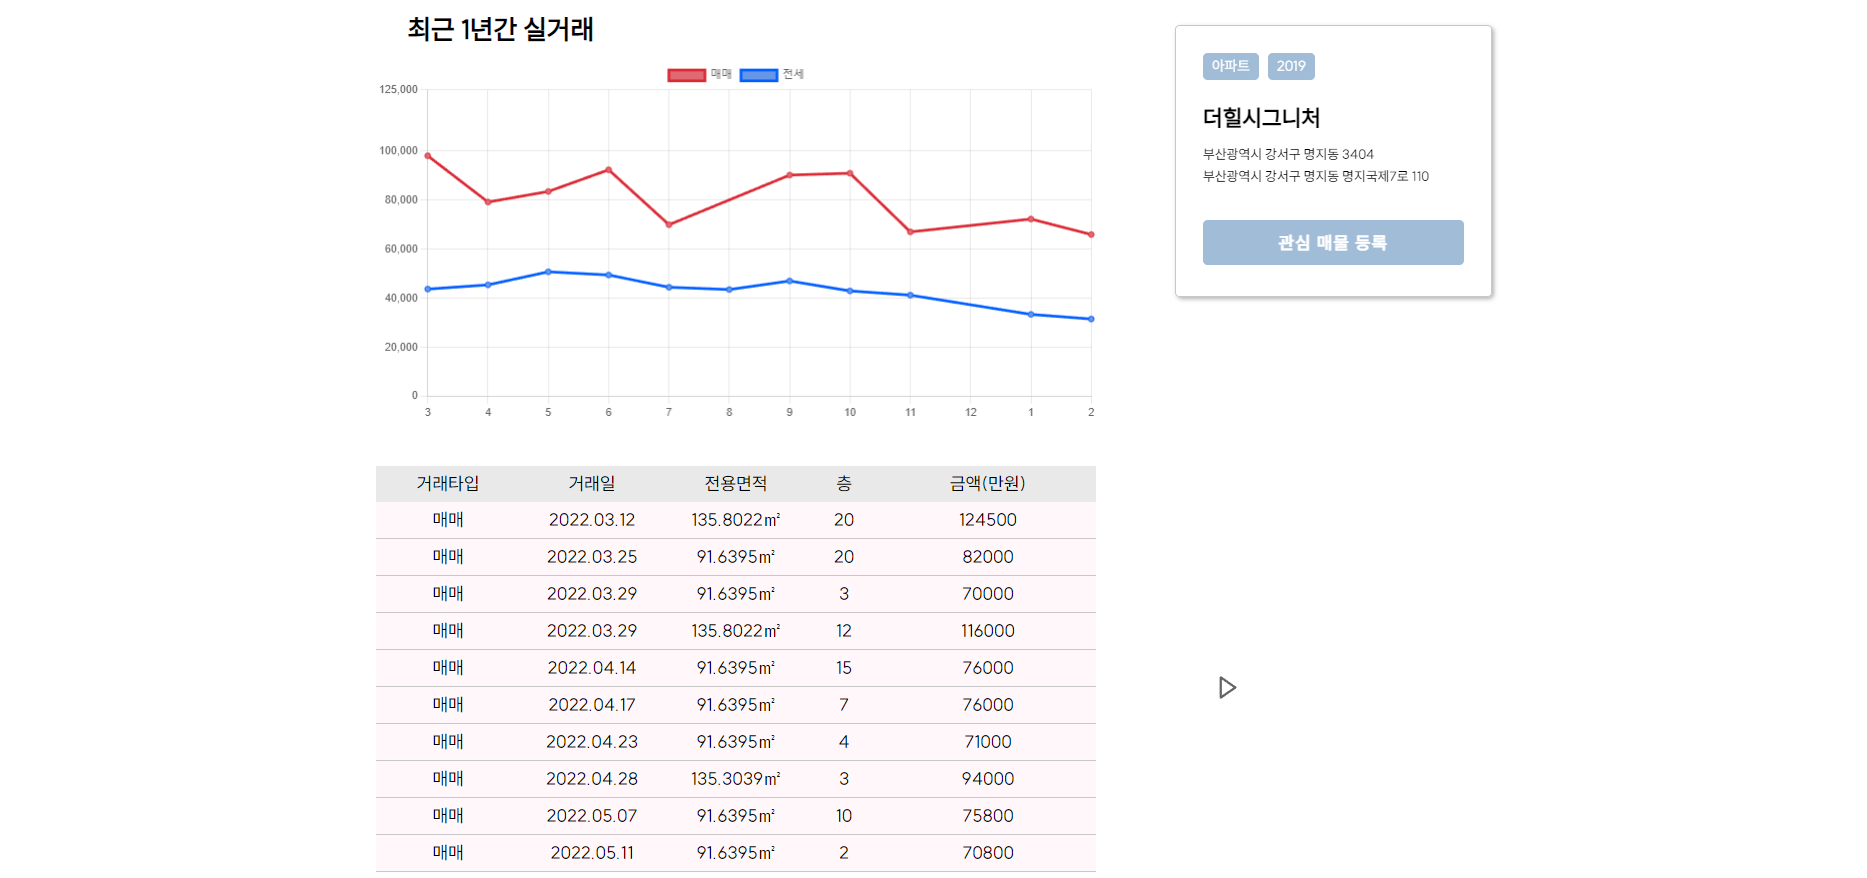 최근 1년간 실거래
매매 전세
125,000
100,000
80,000
60,000
40,000
20,000
0
3 4 5 6 7 8 9 10 11 12 1 2
거래타입 거래일 전용면적 층 금액(만원)
매매 2022.03.12 135.8022㎡ 20 124500
매매 2022.03.25 91.6395㎡ 20 82000
매매 2022.03.29 91.6395㎡ 3 70000
매매 2022.03.29 135.8022㎡ 12 116000
매매 2022.04.14 91.6395㎡ 15 76000
매매 2022.04.17 91.6395㎡ 7 76000
매매 2022.04.23 91.6395㎡ 4 71000
매매 2022.04.28 135.3039㎡ 3 94000
매매 2022.05.07 91.6395㎡ 10 75800
매매 2022.05.11 91.6395㎡ 2 70800
아파트 2019
더힐시그니처
부산광역시 강서구 명지동 3404
부산광역시 강서구 명지동 명지국제7로 110
관심 매물 등록